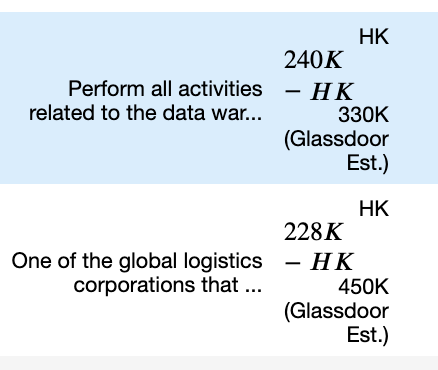 HK
240K
Perform all activities – HK
related to the data war... 330K
(Glassdoor
Est.)
HK
228K
One of the global logistics – HK
corporations that ... 450K
(Glassdoor
Est.)